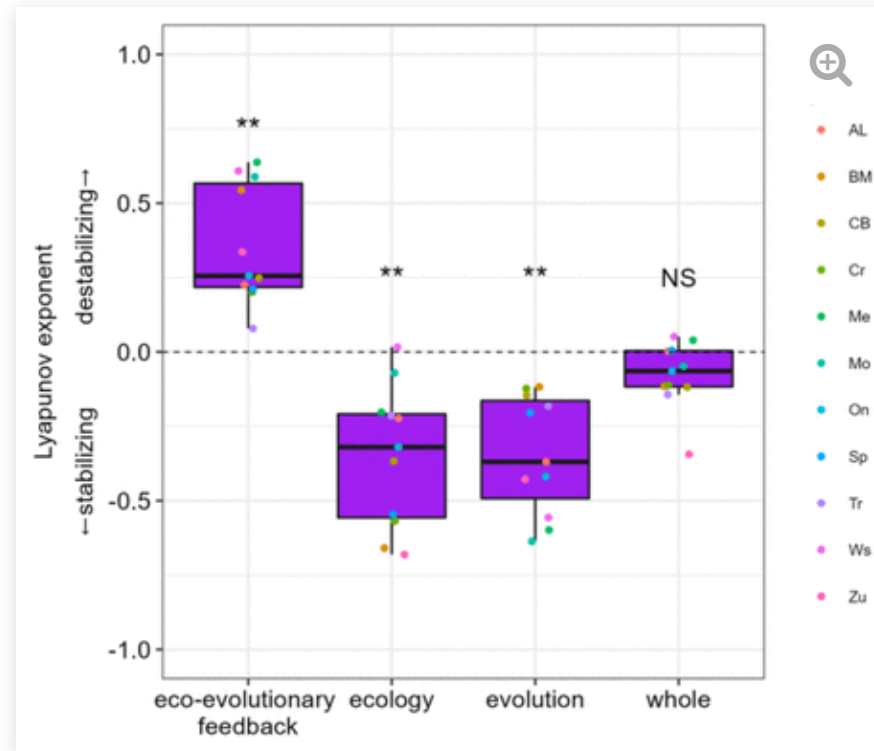 1.0
0.5
0.0
-0.5
-1.0
Lyapunov exponent
←stabilizing
destabilizing→
**
**
**
NS
eco-evolutionary
feedback
ecology
evolution
whole
AL
BM
CB
Cr
Me
Mo
On
Sp
Tr
Ws
Zu